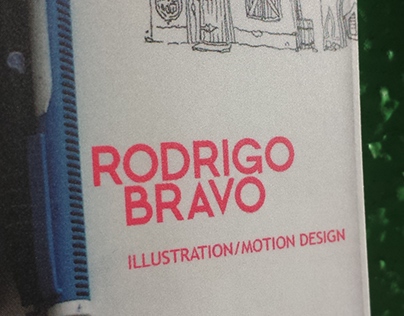 RODRIGO
BRAVO
ILLUSTRATION/MOTION DESIGN